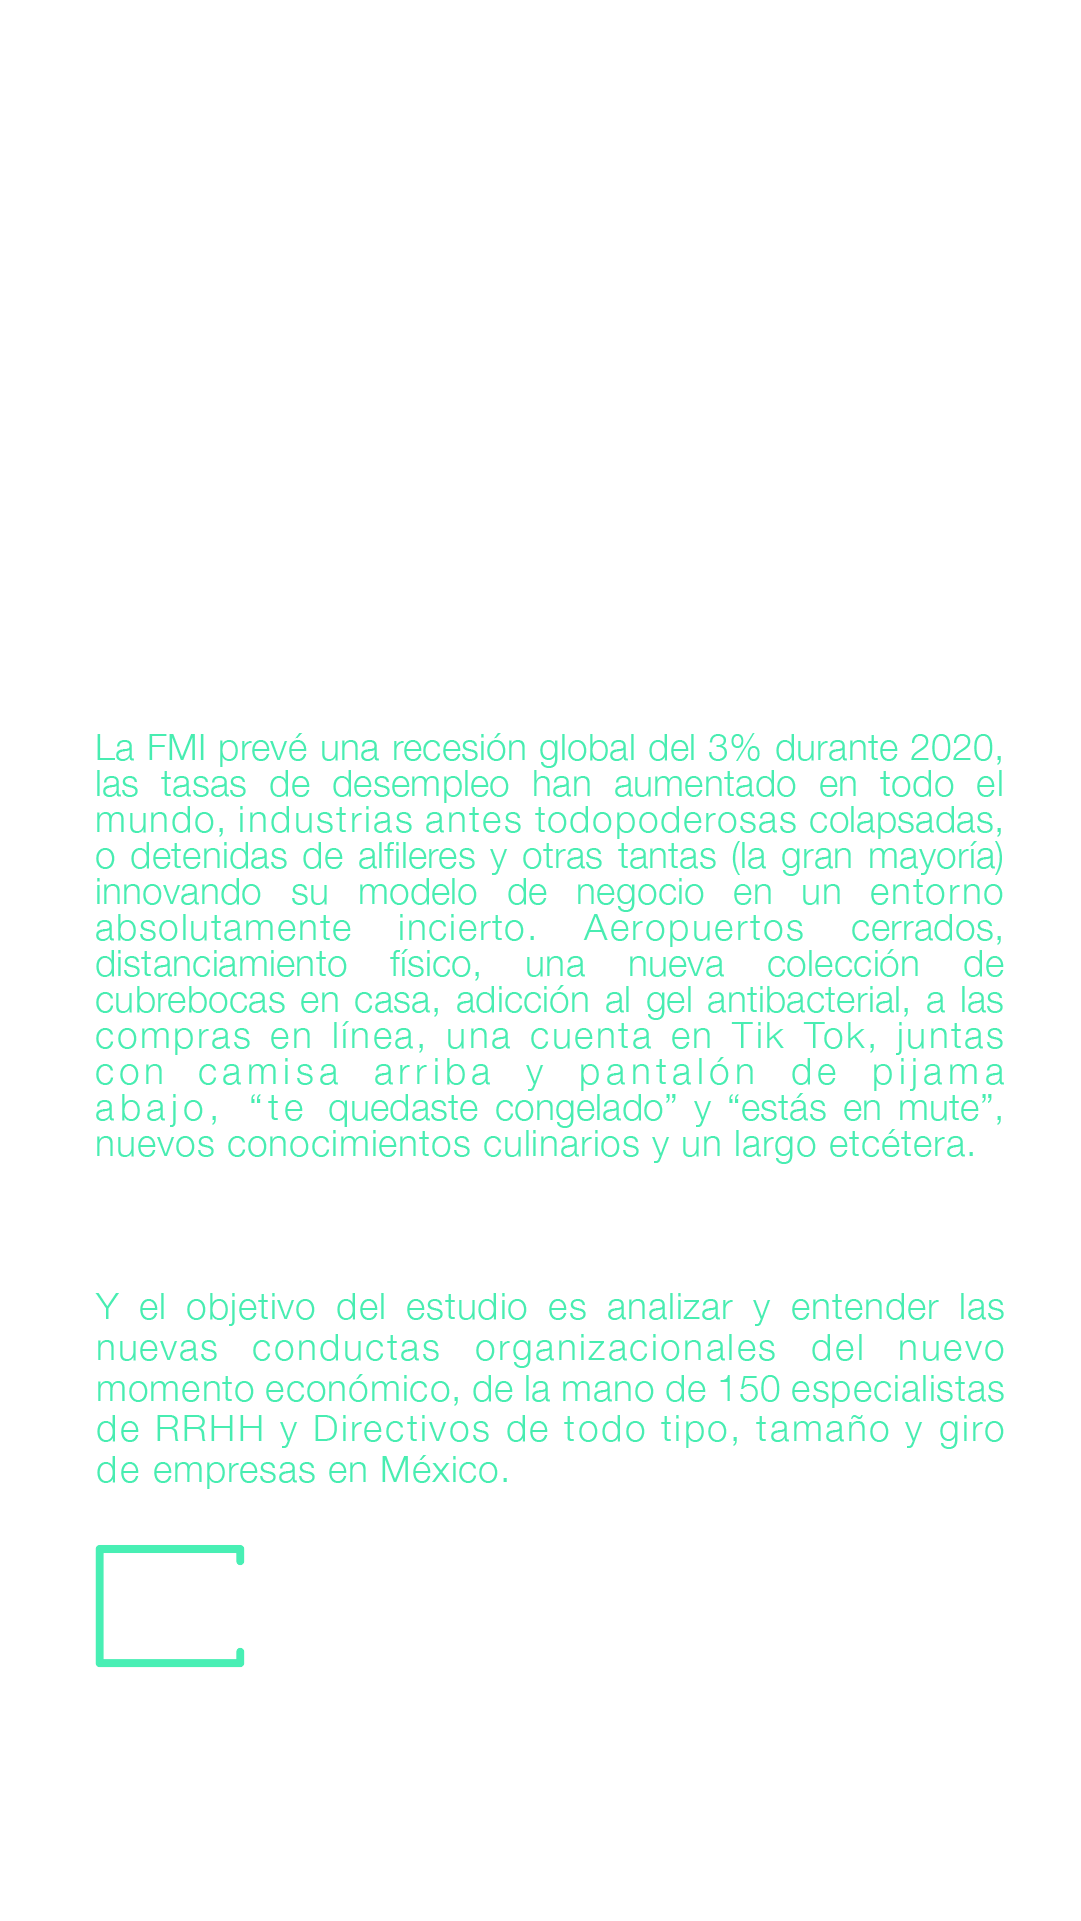 La FMI prevé una recesión global del 3% durante 2020,
las tasas de desempleo han aumentado en todo el
mundo, industrias antes todopoderosas colapsadas,
o detenidas de alfileres y otras tantas (la gran mayoría)
innovando su modelo de negocio en un entorno
absolutamente incierto. Aeropuertos cerrados,
distanciamiento físico, una nueva colección de
cubrebocas en casa, adicción al gel antibacterial, a las
compras en línea, una cuenta en Tik Tok, juntas
con camisa arriba y pantalón de pijama
abajo, “te quedaste congelado” y “estás en mute”,
nuevos conocimientos culinarios y un largo etcétera.
Y el objetivo del estudio es analizar y entender las
nuevas conductas organizacionales del nuevo
momento económico, de la mano de 150 especialistas
de RRHH y Directivos de todo tipo, tamaño y giro
de empresas en México.